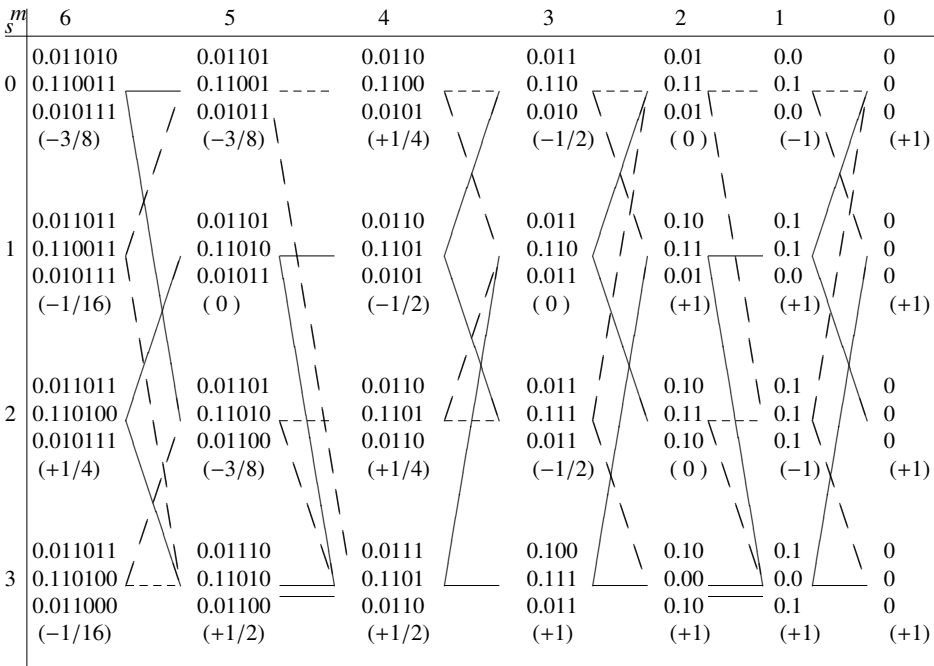 m 6 5 4 3 2 1 0
s
0.011010 0.01101 0.0110 0.011 0.01 0.0 0
0 0.110011 0.11001 0.1100 0.110 0.11 0.1 0
0.010111 0.01011 0.0101 0.010 0.01 0.0 0
(−3/8) (−3/8) (+1/4) (−1/2) ( 0 ) (−1) (+1)
0.011011 0.01101 0.0110 0.011 0.10 0.1 0
1 0.110011 0.11010 0.1101 0.110 0.11 0.1 0
0.010111 0.01011 0.0101 0.011 0.01 0.0 0
(−1/16) ( 0 ) (−1/2) ( 0 ) (+1) (+1) (+1)
0.011011 0.01101 0.0110 0.011 0.10 0.1 0
2 0.110100 0.11010 0.1101 0.111 0.11 0.1 0
0.010111 0.01100 0.0110 0.011 0.10 0.1 0
(+1/4) (−3/8) (+1/4) (−1/2) ( 0 ) (−1) (+1)
0.011011 0.01110 0.0111 0.100 0.10 0.1 0
3 0.110100 0.11010 0.1101 0.111 0.00 0.0 0
0.011000 0.01100 0.0110 0.011 0.10 0.1 0
(−1/16) (+1/2) (+1/2) (+1) (+1) (+1) (+1)